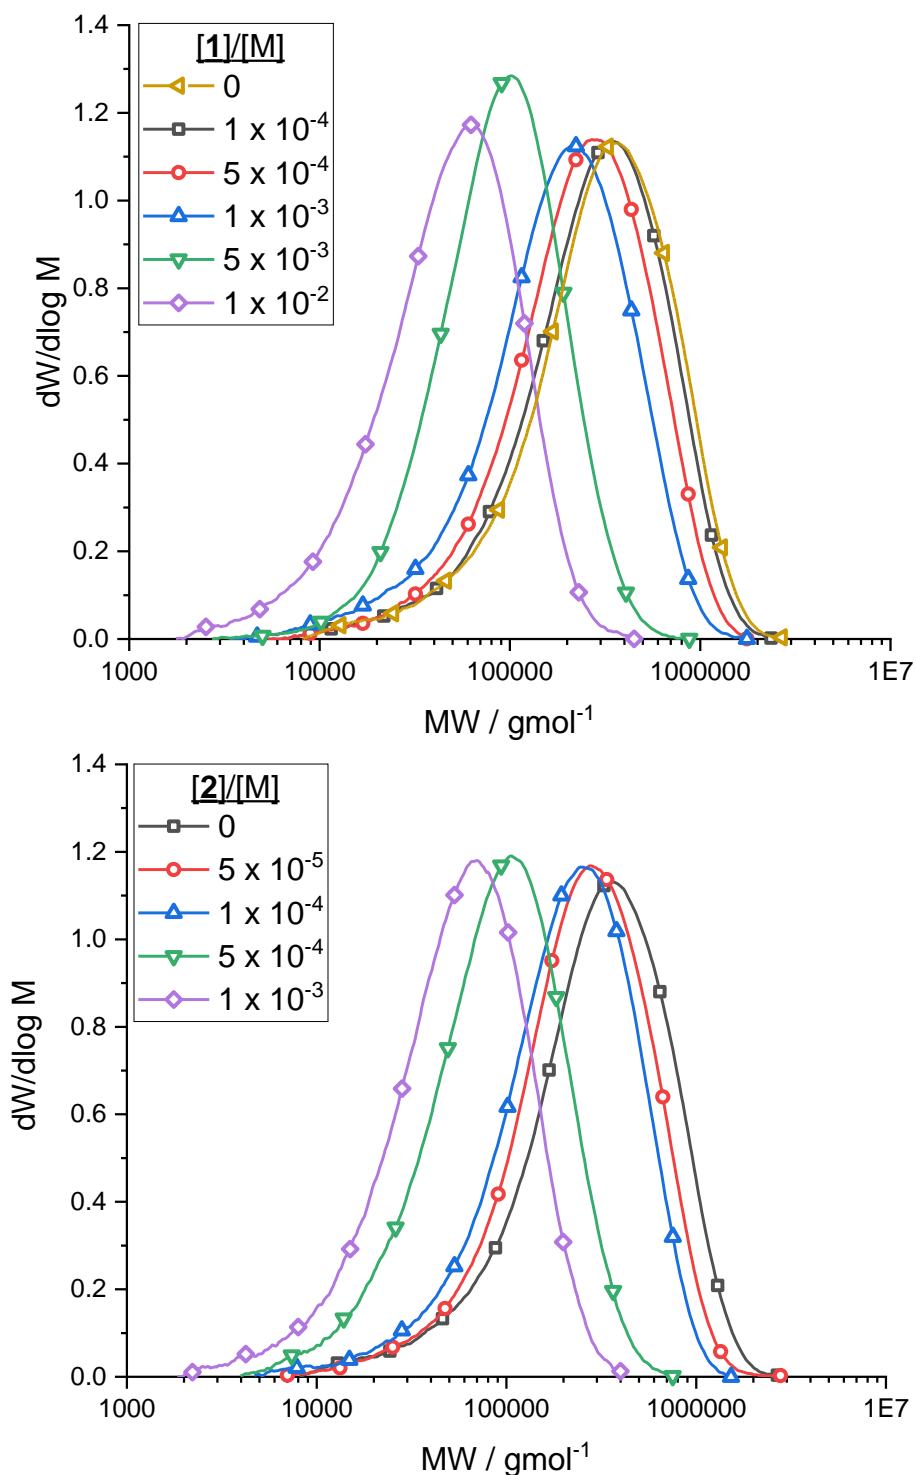 1.4
[1]/[M]
0
1 x 10⁻⁴
5 x 10⁻⁴
1 x 10⁻³
5 x 10⁻³
1 x 10⁻²
1.2
1.0
0.8
0.6
0.4
0.2
0.0
dW/dlog M
1000
10000
100000
1000000
1E7
MW / gmol⁻¹
1.4
[2]/[M]
0
5 x 10⁻⁵
1 x 10⁻⁴
5 x 10⁻⁴
1 x 10⁻³
1.2
1.0
0.8
0.6
0.4
0.2
0.0
dW/dlog M
1000
10000
100000
1000000
1E7
MW / gmol⁻¹